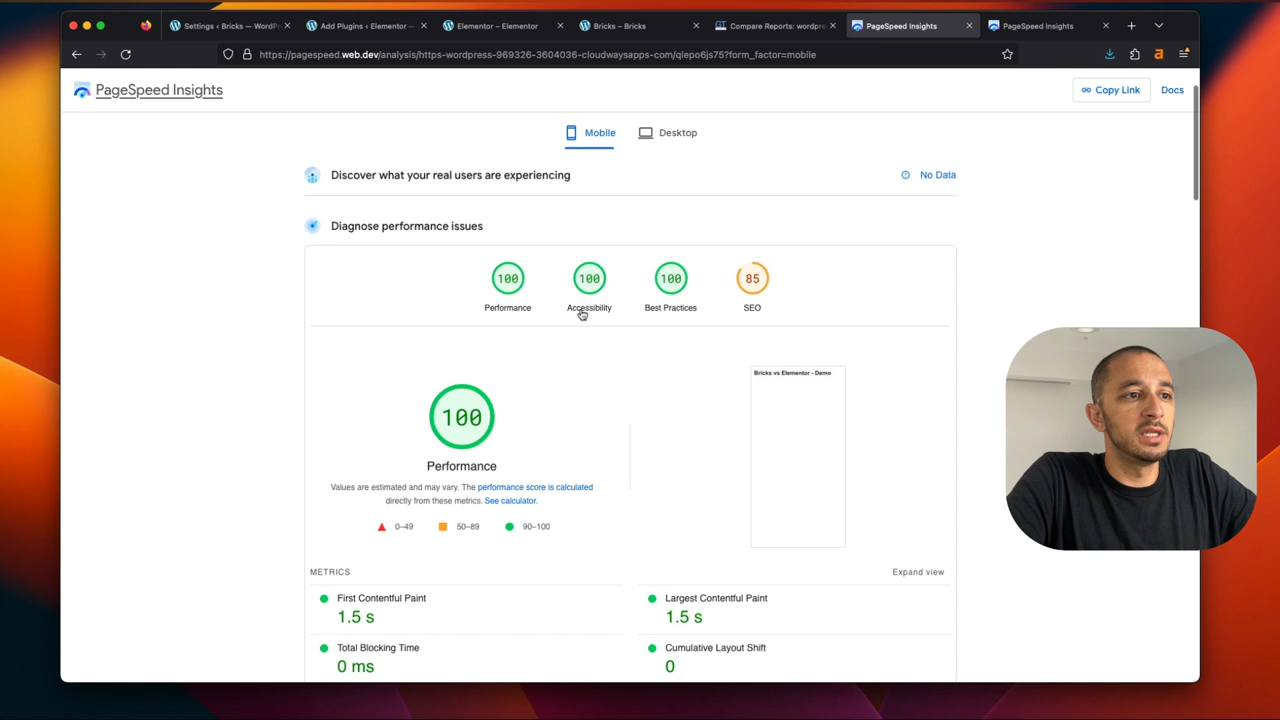 Settings ‹ Bricks — WordPr
Add Plugins ‹ Elementor —
Elementor – Elementor
Bricks – Bricks
Compare Reports: wordpre
PageSpeed Insights
PageSpeed Insights
https://pagespeed.web.dev/analysis/https-wordpress-969326-3604036-cloudwaysapps-com/qlepo6js75?form_factor=mobile
PageSpeed Insights
Copy Link
Docs
Mobile
Desktop
Discover what your real users are experiencing
No Data
Diagnose performance issues
100
100
100
85
Performance
Accessibility
Best Practices
SEO
Bricks vs Elementor - Demo
100
Performance
Values are estimated and may vary. The performance score is calculated
directly from these metrics. See calculator.
0–49
50–89
90–100
METRICS
Expand view
First Contentful Paint
1.5 s
Largest Contentful Paint
1.5 s
Total Blocking Time
0 ms
Cumulative Layout Shift
0